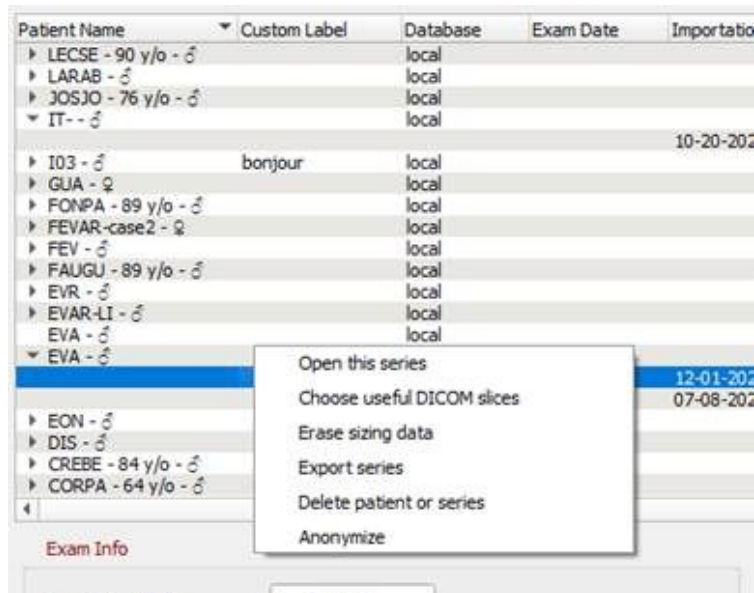 Patient Name Custom Label Database Exam Date Importatio
LECSE - 90 y/o - ♂ local
LARAB - ♂ local
JOSJO - 76 y/o - ♂ local
IT- - ♂ local
10-20-202
I03 - ♂ bonjour local
GUA - ♀ local
FONPA - 89 y/o - ♂ local
FEVAR-case2 - ♀ local
FEV - ♂ local
FAUGU - 89 y/o - ♂ local
EVR - ♂ local
EVAR-LI - ♂ local
EVA - ♂ local
EVA - ♂
12-01-202
07-08-202
EON - ♂
DIS - ♂
CREBE - 84 y/o - ♂
CORPA - 64 y/o - ♂
Open this series
Choose useful DICOM slices
Erase sizing data
Export series
Delete patient or series
Anonymize
Exam Info